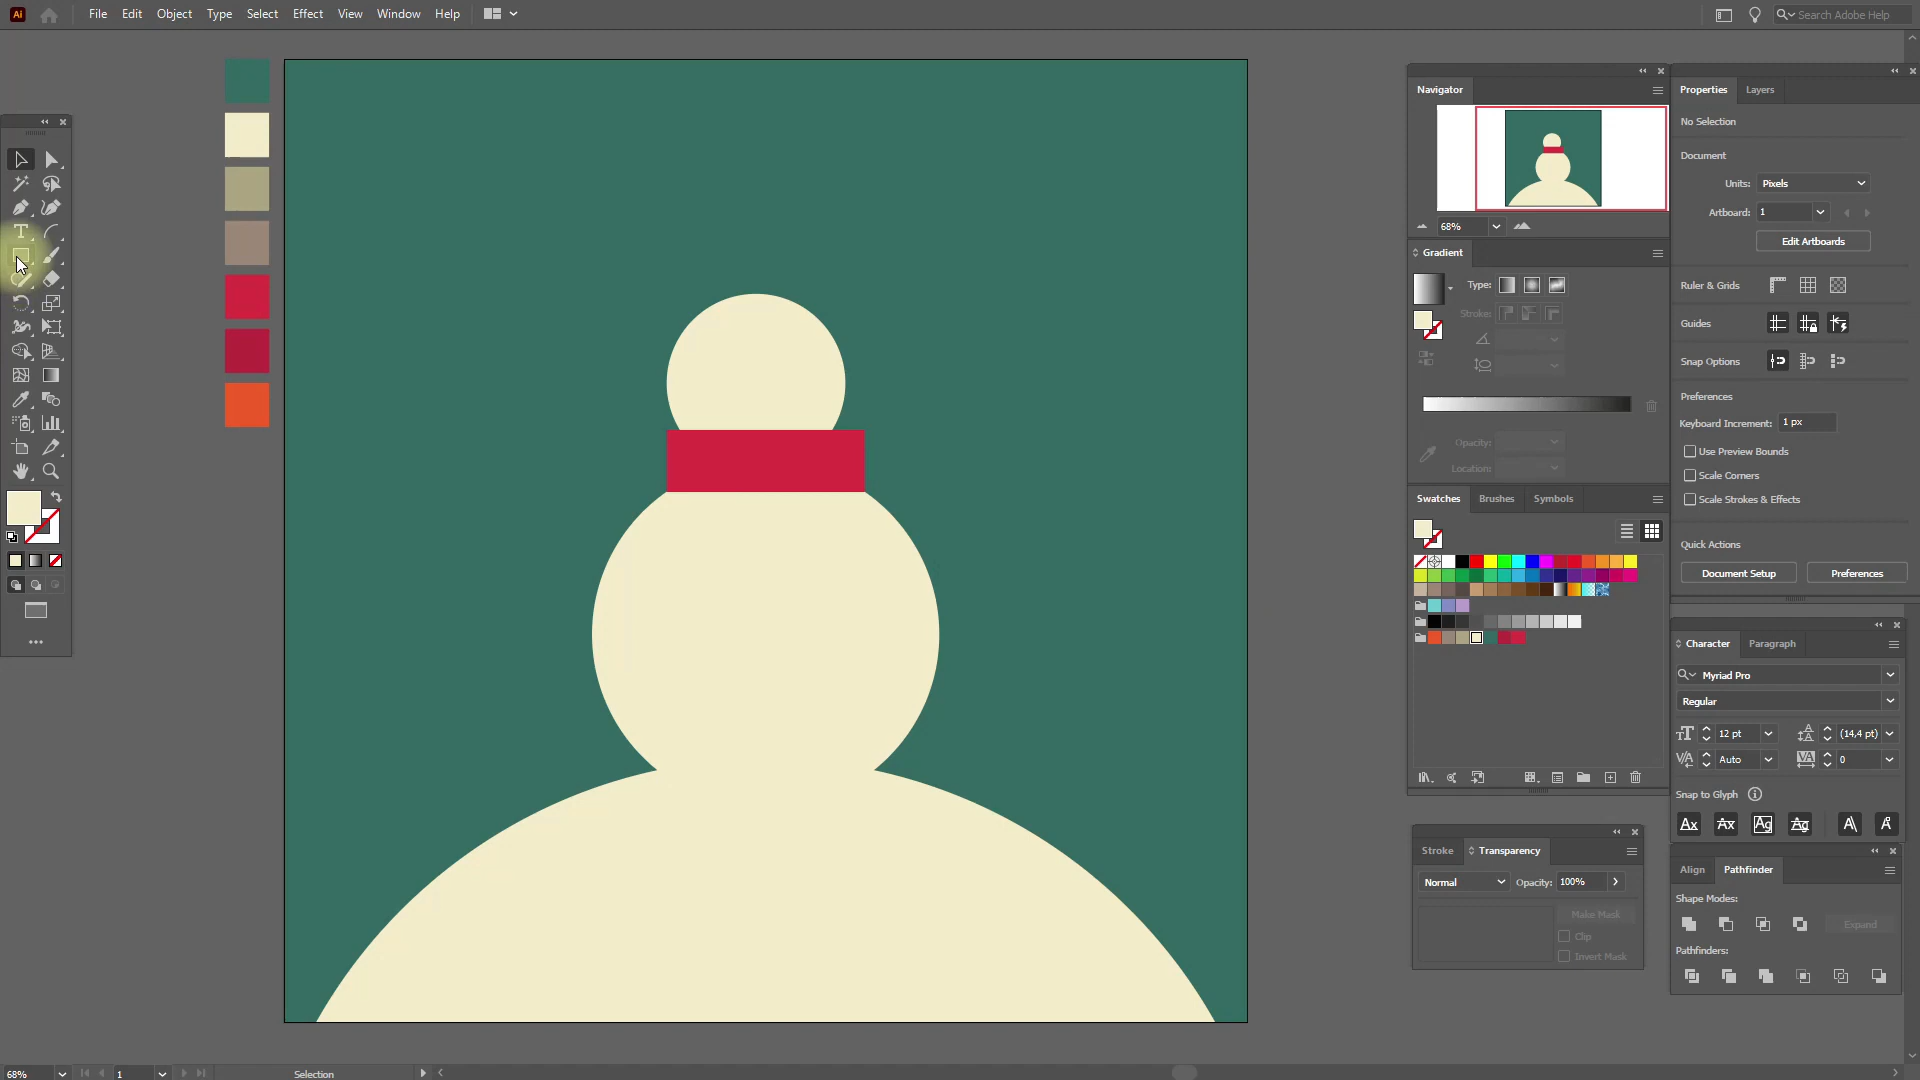 Ai File Edit Object Type Select Effect View Window Help
Search Adobe Help
Navigator
68%
Gradient
Type:
Stroke:
Opacity:
Location:
Swatches Brushes Symbols
Stroke Transparency
Normal Opacity: 100%
Make Mask
Clip
Invert Mask
Properties Layers
No Selection
Document
Units: Pixels
Artboard: 1
Edit Artboards
Ruler & Grids
Guides
Snap Options
Preferences
Keyboard Increment: 1 px
Use Preview Bounds
Scale Corners
Scale Strokes & Effects
Quick Actions
Document Setup Preferences
Character Paragraph
Myriad Pro
Regular
12 pt (14,4 pt)
Auto 0
Snap to Glyph
Align Pathfinder
Shape Modes:
Expand
Pathfinders:
68% 1 Selection